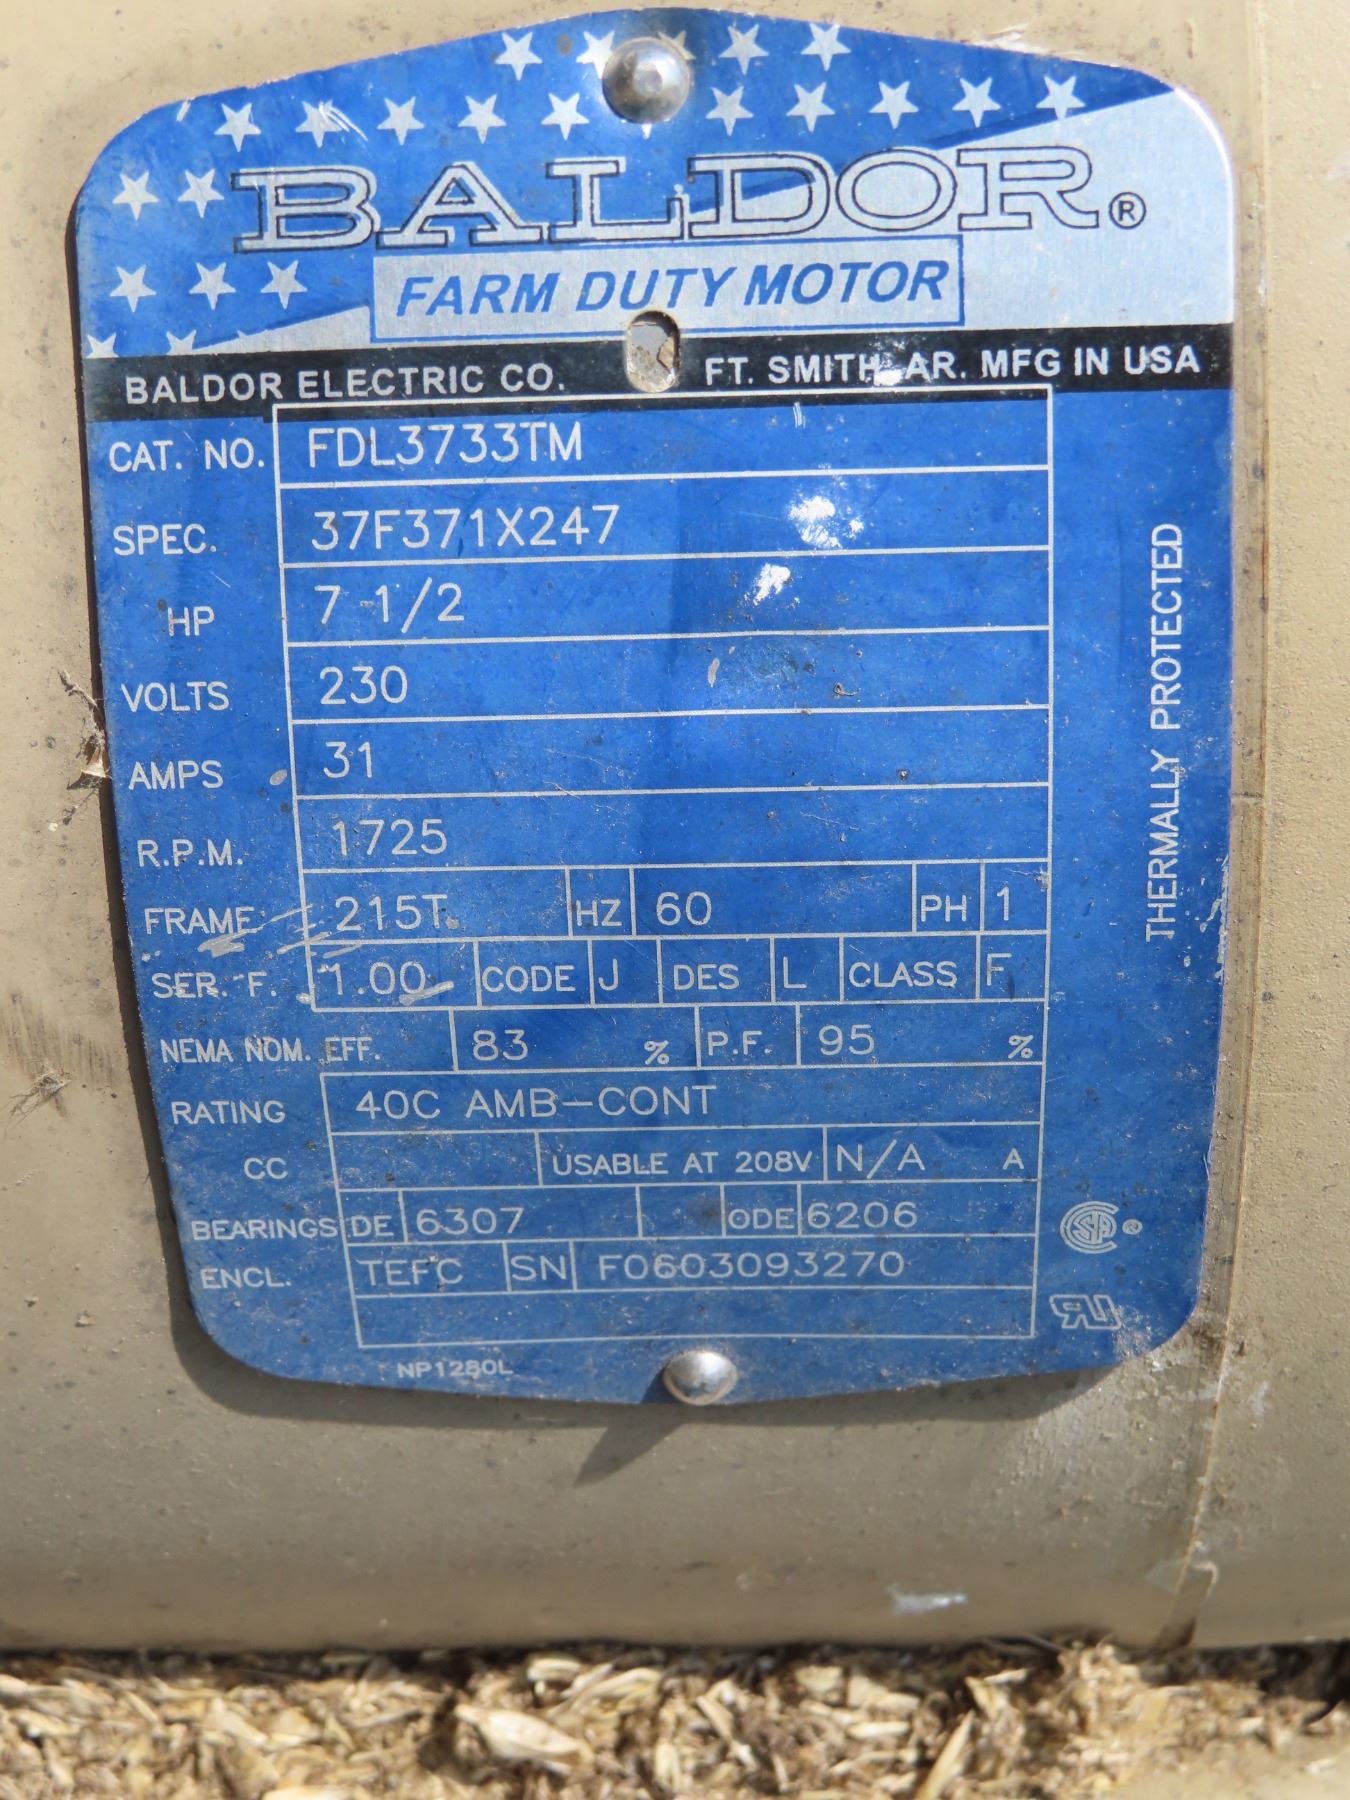 BALDOR®
FARM DUTY MOTOR
BALDOR ELECTRIC CO. FT. SMITH, AR. MFG IN USA
CAT. NO. FDL3733TM
SPEC. 37F371X247
HP 7 1/2
VOLTS 230
AMPS 31
R.P.M. 1725
FRAME 215T HZ 60 PH 1
SER. F. 1.00 CODE J DES L CLASS F
NEMA NOM. EFF. 83 % P.F. 95 %
RATING 40C AMB-CONT
CC USABLE AT 208V N/A A
BEARINGS DE 6307 ODE 6206
ENCL. TEFC SN F0603093270
NP1280L
THERMALLY PROTECTED
SP ®
RU